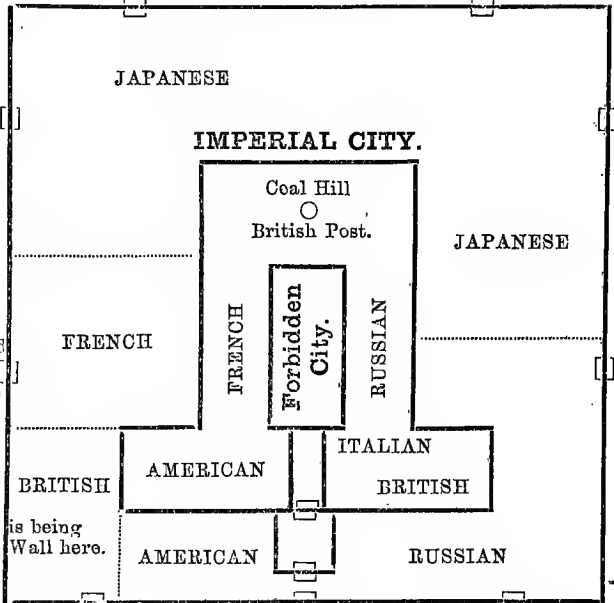 JAPANESE
IMPERIAL CITY.
Coal Hill
British Post.
JAPANESE
FRENCH
FRENCH
Forbidden
City.
RUSSIAN
ITALIAN
AMERICAN
BRITISH
BRITISH
is being
Wall here.
AMERICAN
RUSSIAN